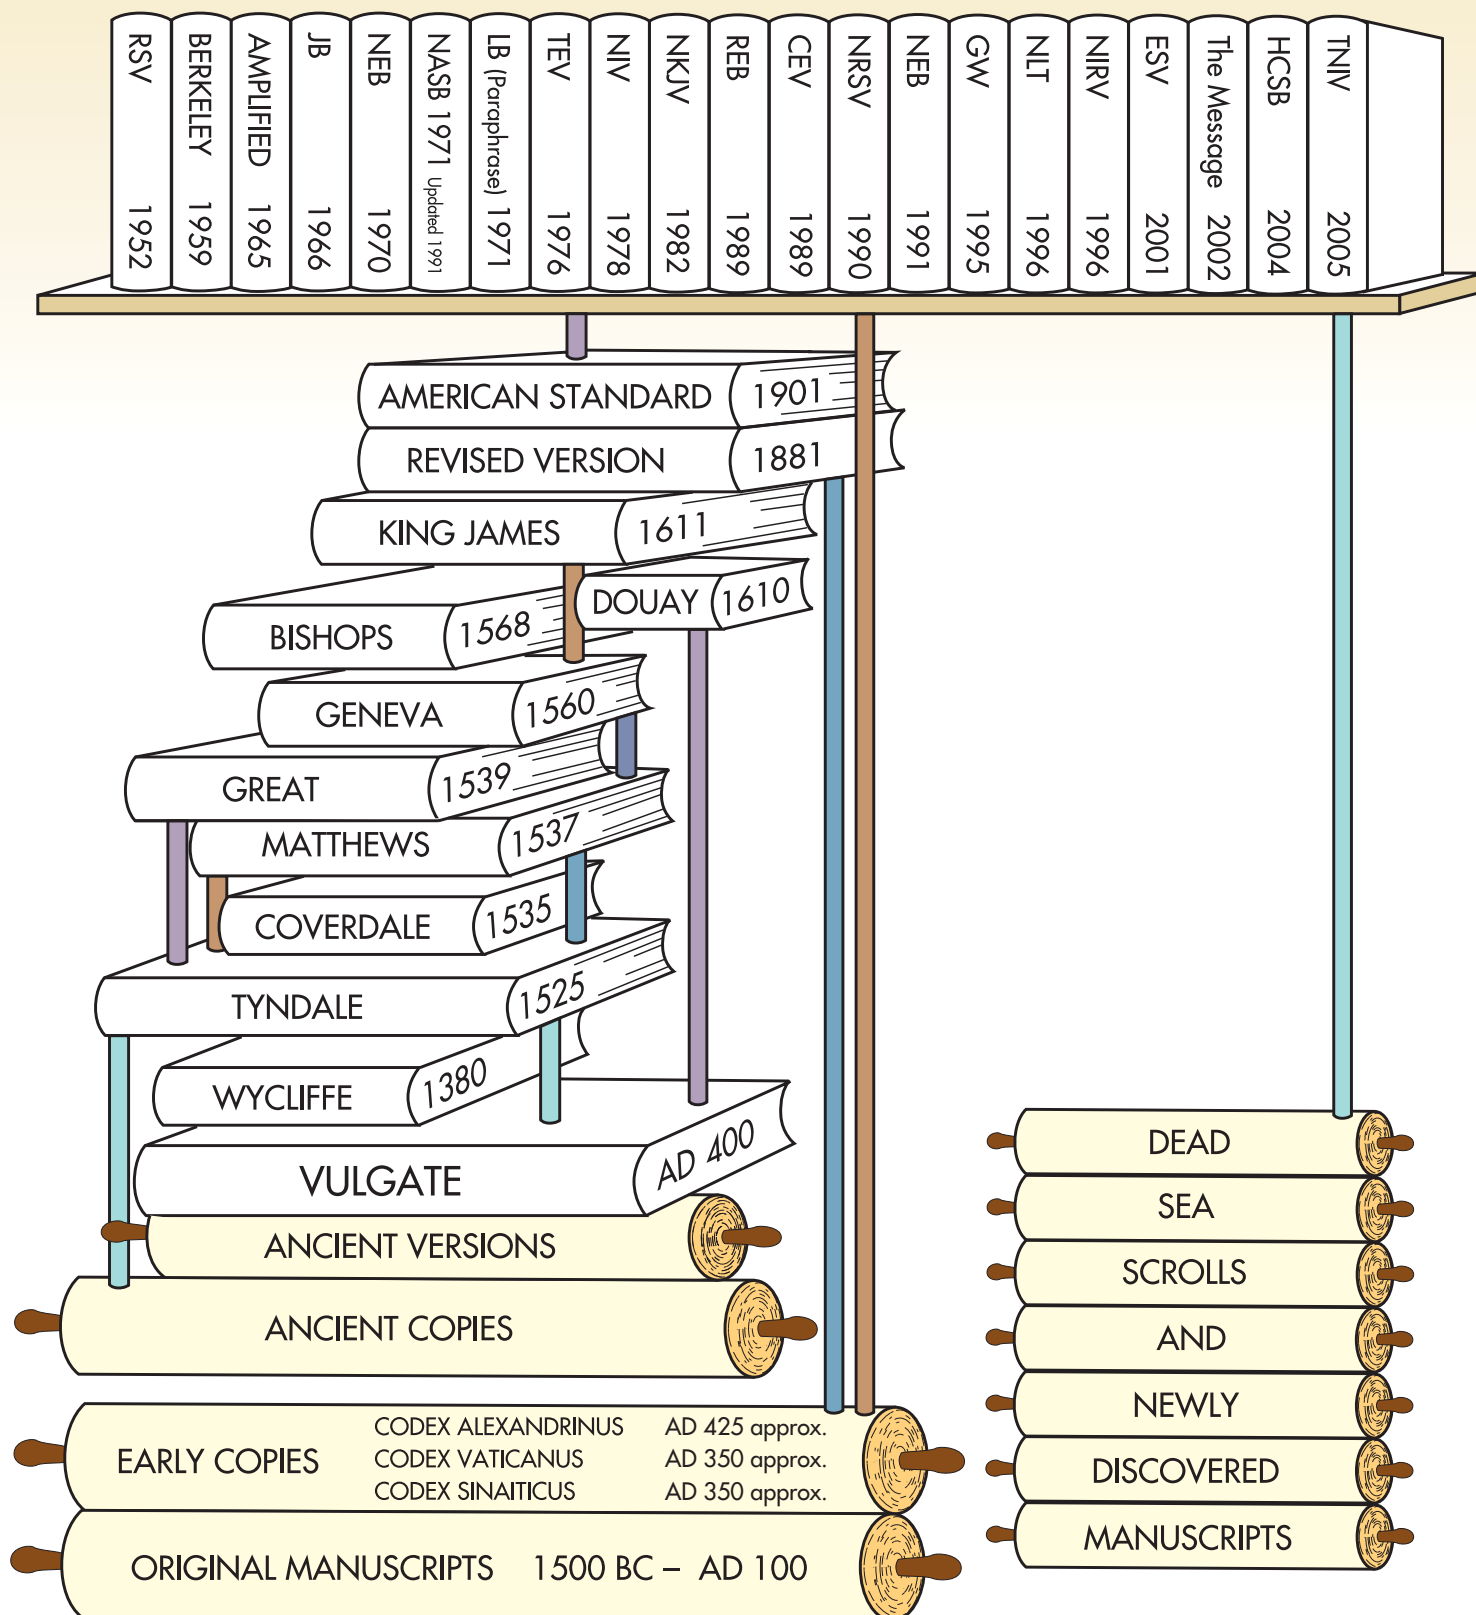 RSV 1952
BERKELEY 1959
AMPLIFIED 1965
JB 1966
NEB 1970
NASB 1971 Updated 1991
LB (Paraphrase) 1971
TEV 1976
NIV 1978
NKJV 1982
REB 1989
CEV 1989
NRSV 1990
NEB 1991
GW 1995
NLT 1996
NIRV 1996
ESV 2001
The Message 2002
HCSB 2004
TNIV 2005
AMERICAN STANDARD 1901
REVISED VERSION 1881
KING JAMES 1611
DOUAY 1610
BISHOPS 1568
GENEVA 1560
GREAT 1539
MATTHEWS 1537
COVERDALE 1535
TYNDALE 1525
WYCLIFFE 1380
VULGATE AD 400
ANCIENT VERSIONS
ANCIENT COPIES
EARLY COPIES
CODEX ALEXANDRINUS AD 425 approx.
CODEX VATICANUS AD 350 approx.
CODEX SINAITICUS AD 350 approx.
ORIGINAL MANUSCRIPTS 1500 BC – AD 100
DEAD
SEA
SCROLLS
AND
NEWLY
DISCOVERED
MANUSCRIPTS